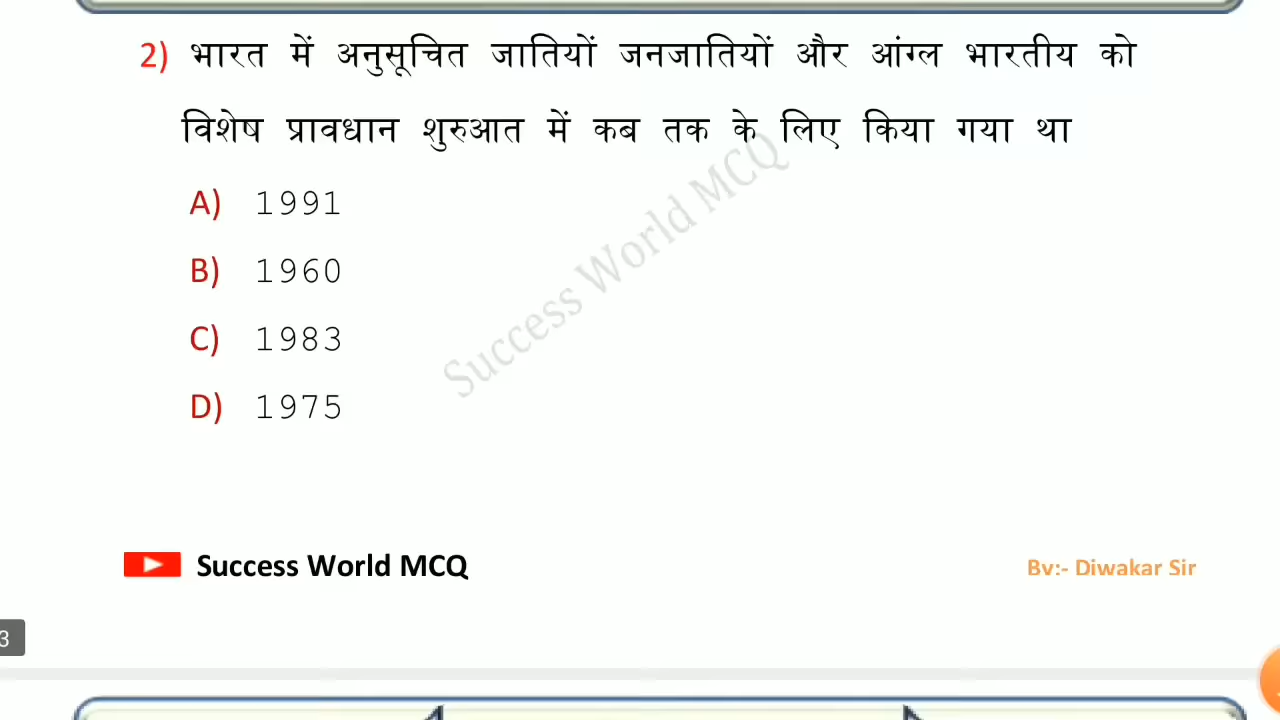 2) भारत में अनुसूचित जातियों जनजातियों और आंग्ल भारतीय को
विशेष प्रावधान शुरुआत में कब तक के लिए किया गया था
A) 1991
B) 1960
C) 1983
D) 1975
Success World MCQ
Success World MCQ
By:- Diwakar Sir
3